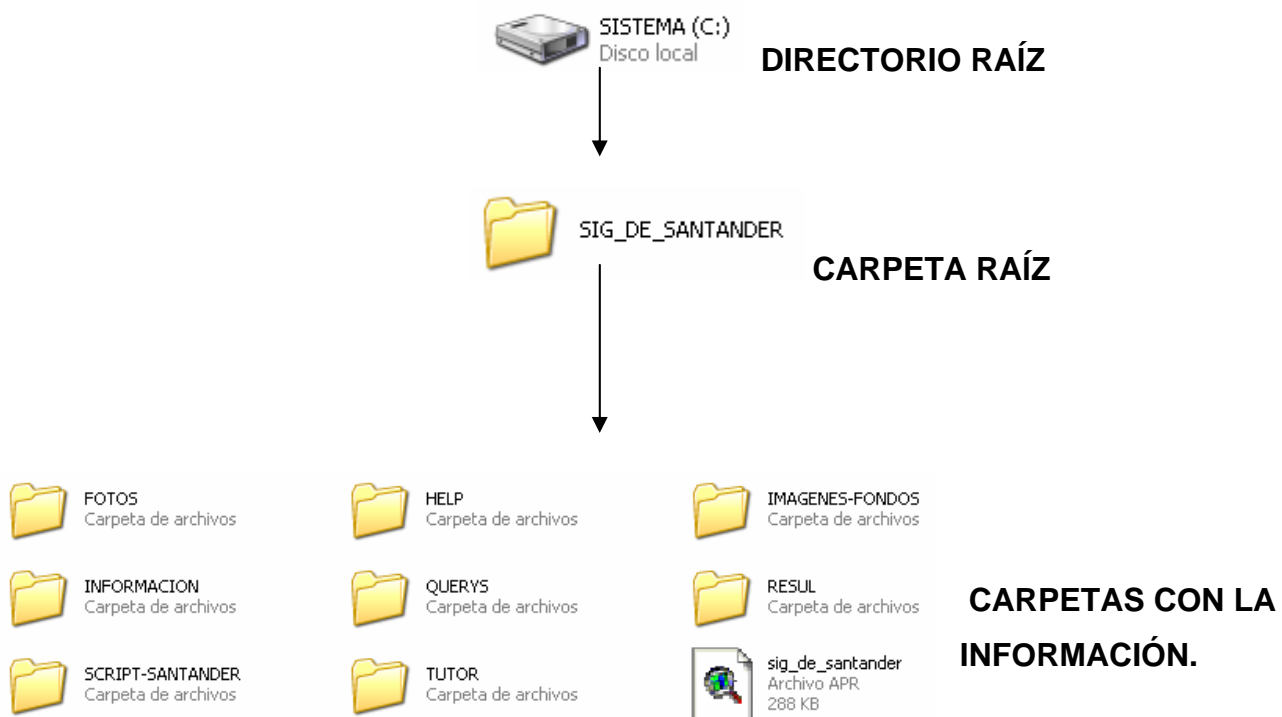 SISTEMA (C:)
Disco local
DIRECTORIO RAÍZ
SIG_DE_SANTANDER
CARPETA RAÍZ
FOTOS
Carpeta de archivos
HELP
Carpeta de archivos
IMAGENES-FONDOS
Carpeta de archivos
INFORMACION
Carpeta de archivos
QUERYS
Carpeta de archivos
RESUL
Carpeta de archivos
CARPETAS CON LA
INFORMACIÓN.
SCRIPT-SANTANDER
Carpeta de archivos
TUTOR
Carpeta de archivos
sig_de_santander
Archivo APR
288 KB